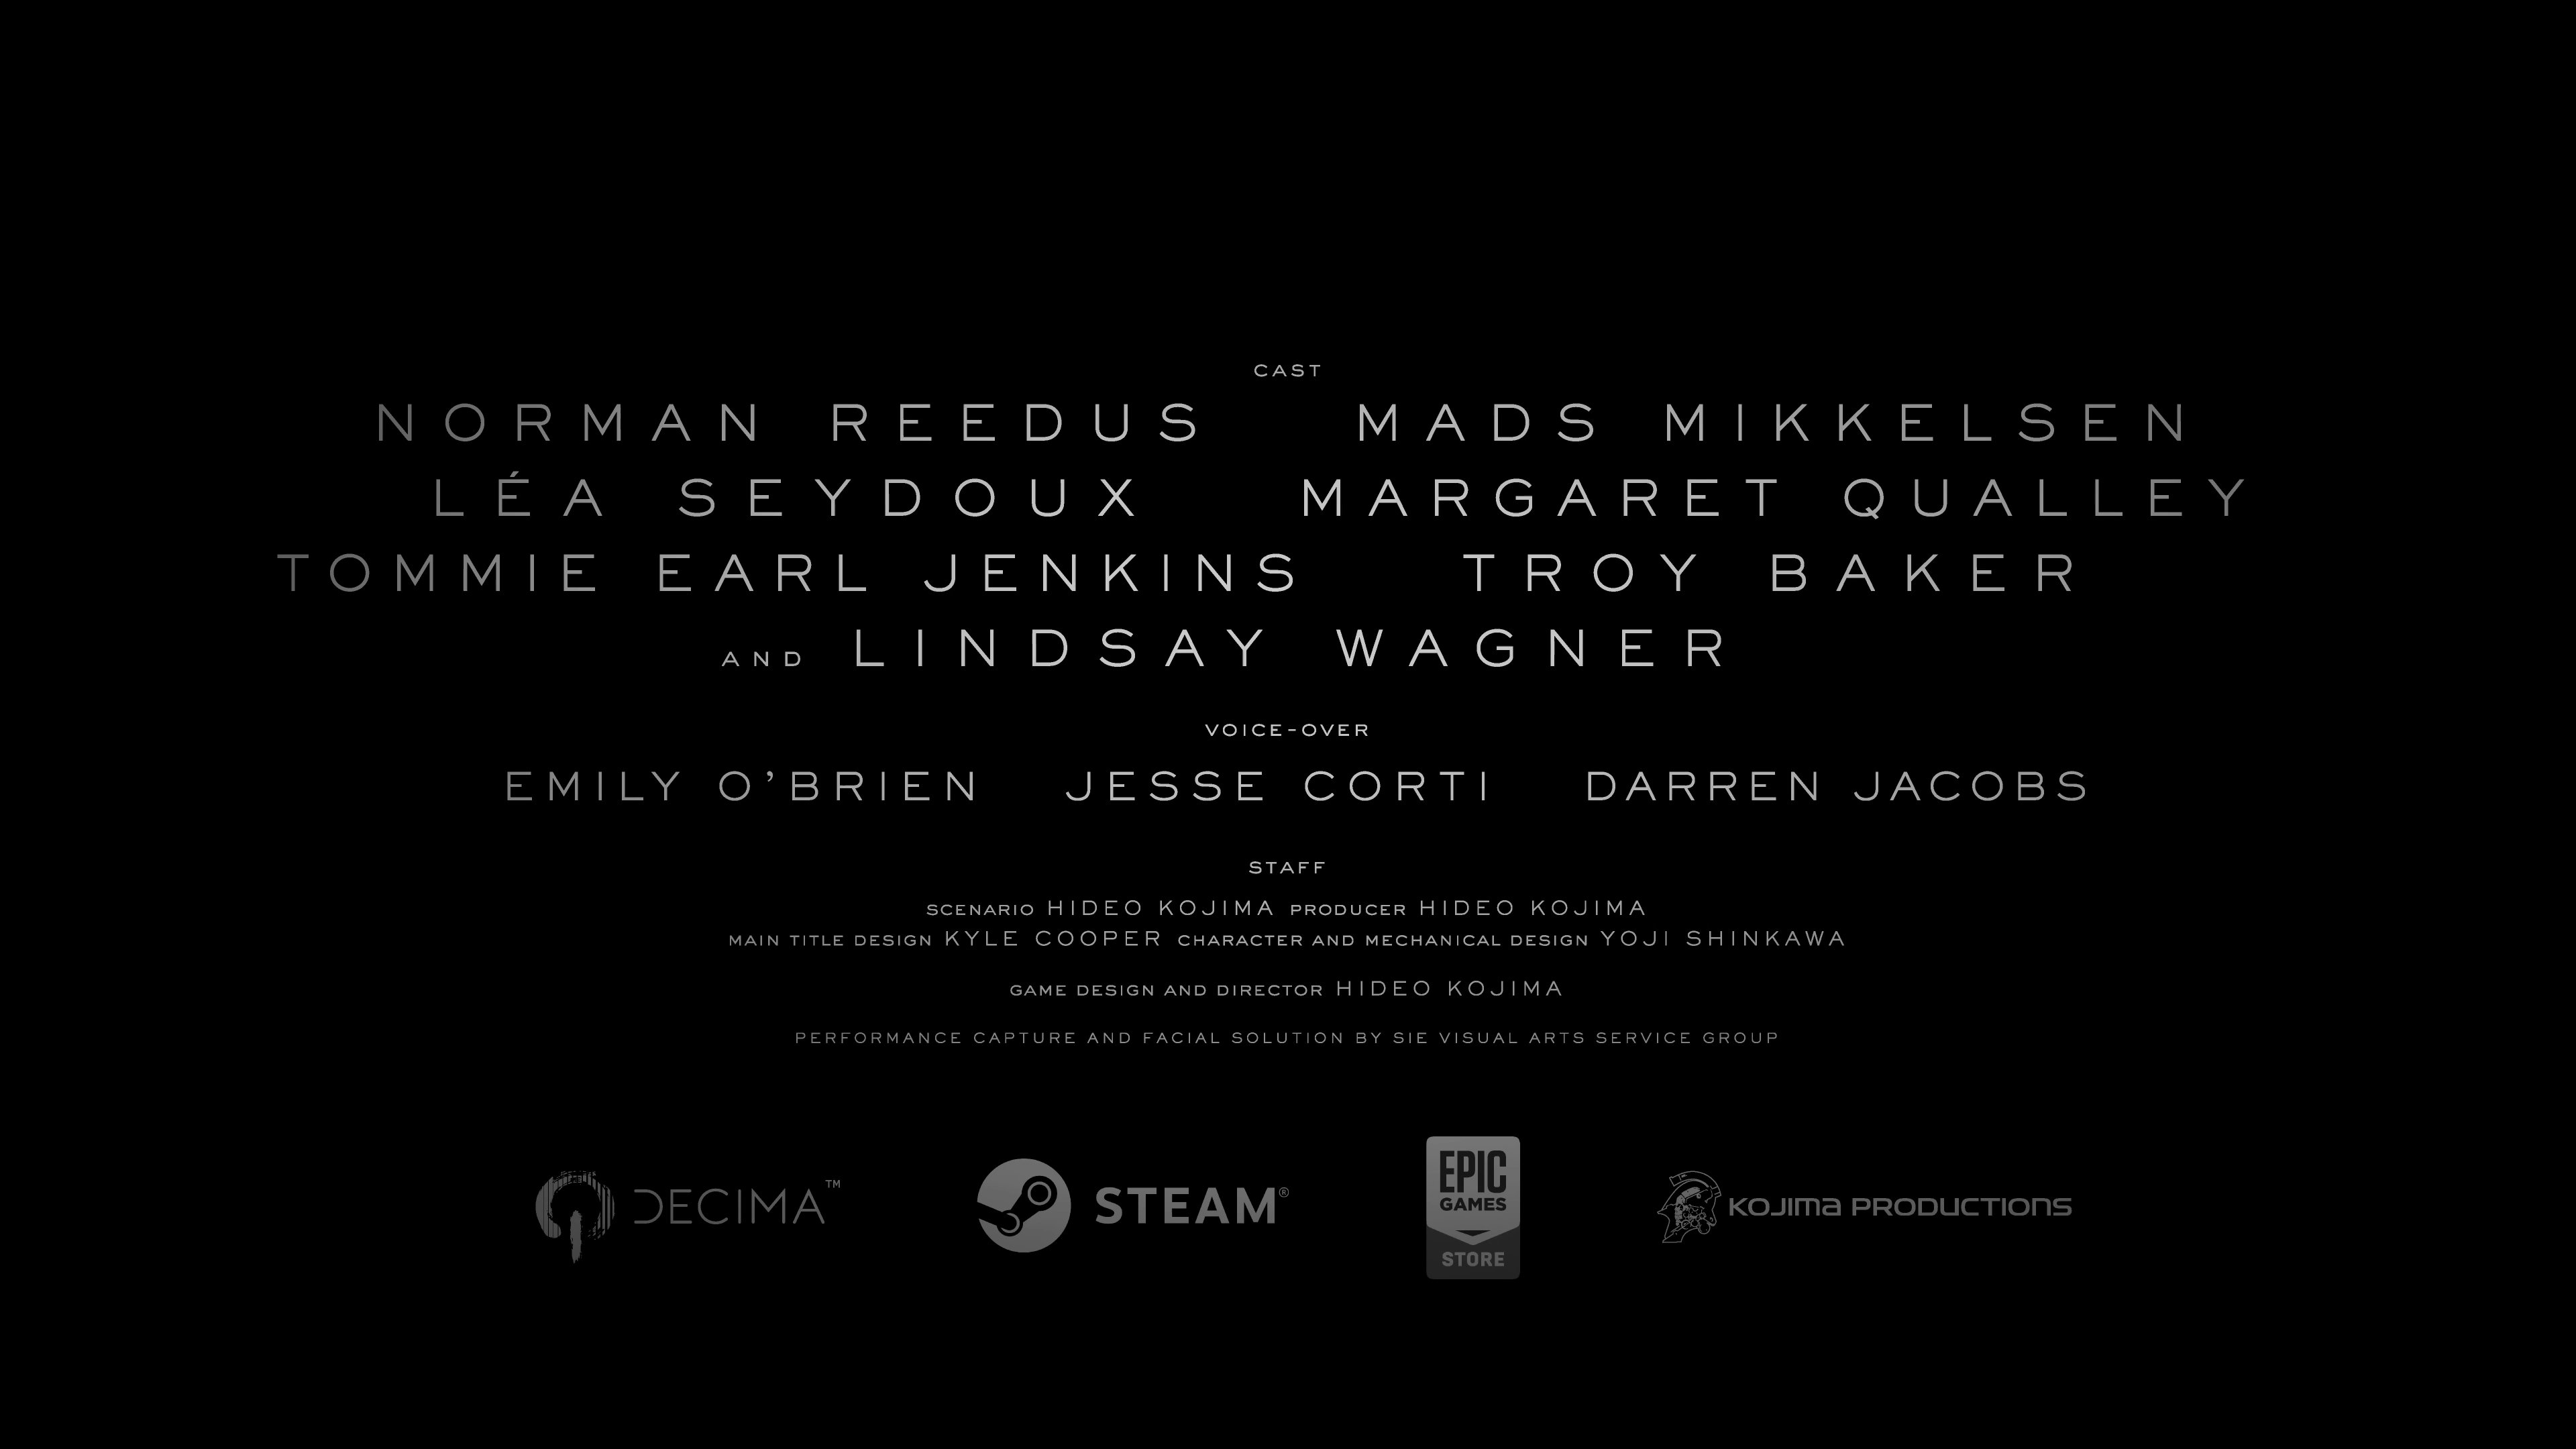 CAST
NORMAN REEDUS MADS MIKKELSEN
LÉA SEYDOUX MARGARET QUALLEY
TOMMIE EARL JENKINS TROY BAKER
AND LINDSAY WAGNER
VOICE-OVER
EMILY O’BRIEN JESSE CORTI DARREN JACOBS
STAFF
SCENARIO HIDEO KOJIMA PRODUCER HIDEO KOJIMA
MAIN TITLE DESIGN KYLE COOPER CHARACTER AND MECHANICAL DESIGN YOJI SHINKAWA
GAME DESIGN AND DIRECTOR HIDEO KOJIMA
PERFORMANCE CAPTURE AND FACIAL SOLUTION BY SIE VISUAL ARTS SERVICE GROUP
DECIMA™
STEAM®
EPIC
GAMES
STORE
KOJIMA PRODUCTIONS